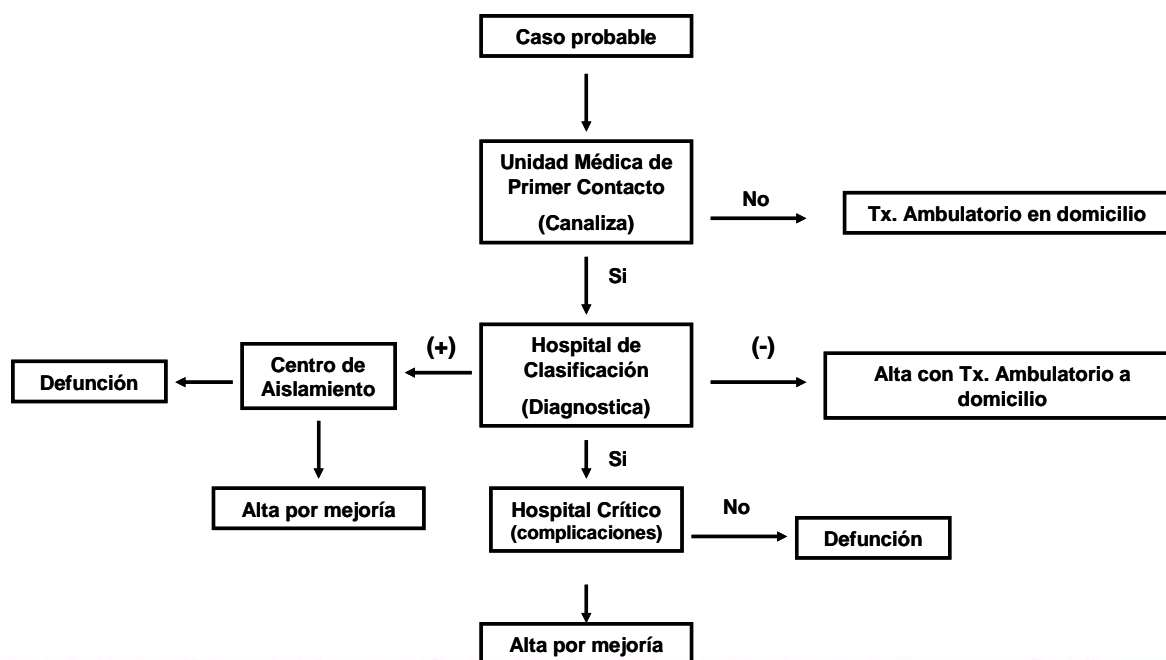 Caso probable
Unidad Médica de
Primer Contacto
(Canaliza)
No
Tx. Ambulatorio en domicilio
Si
Defunción
Centro de
Aislamiento
(+)
Hospital de
Clasificación
(Diagnostica)
(-)
Alta con Tx. Ambulatorio a
domicilio
Si
Alta por mejoría
Hospital Crítico
(complicaciones)
No
Defunción
Alta por mejoría